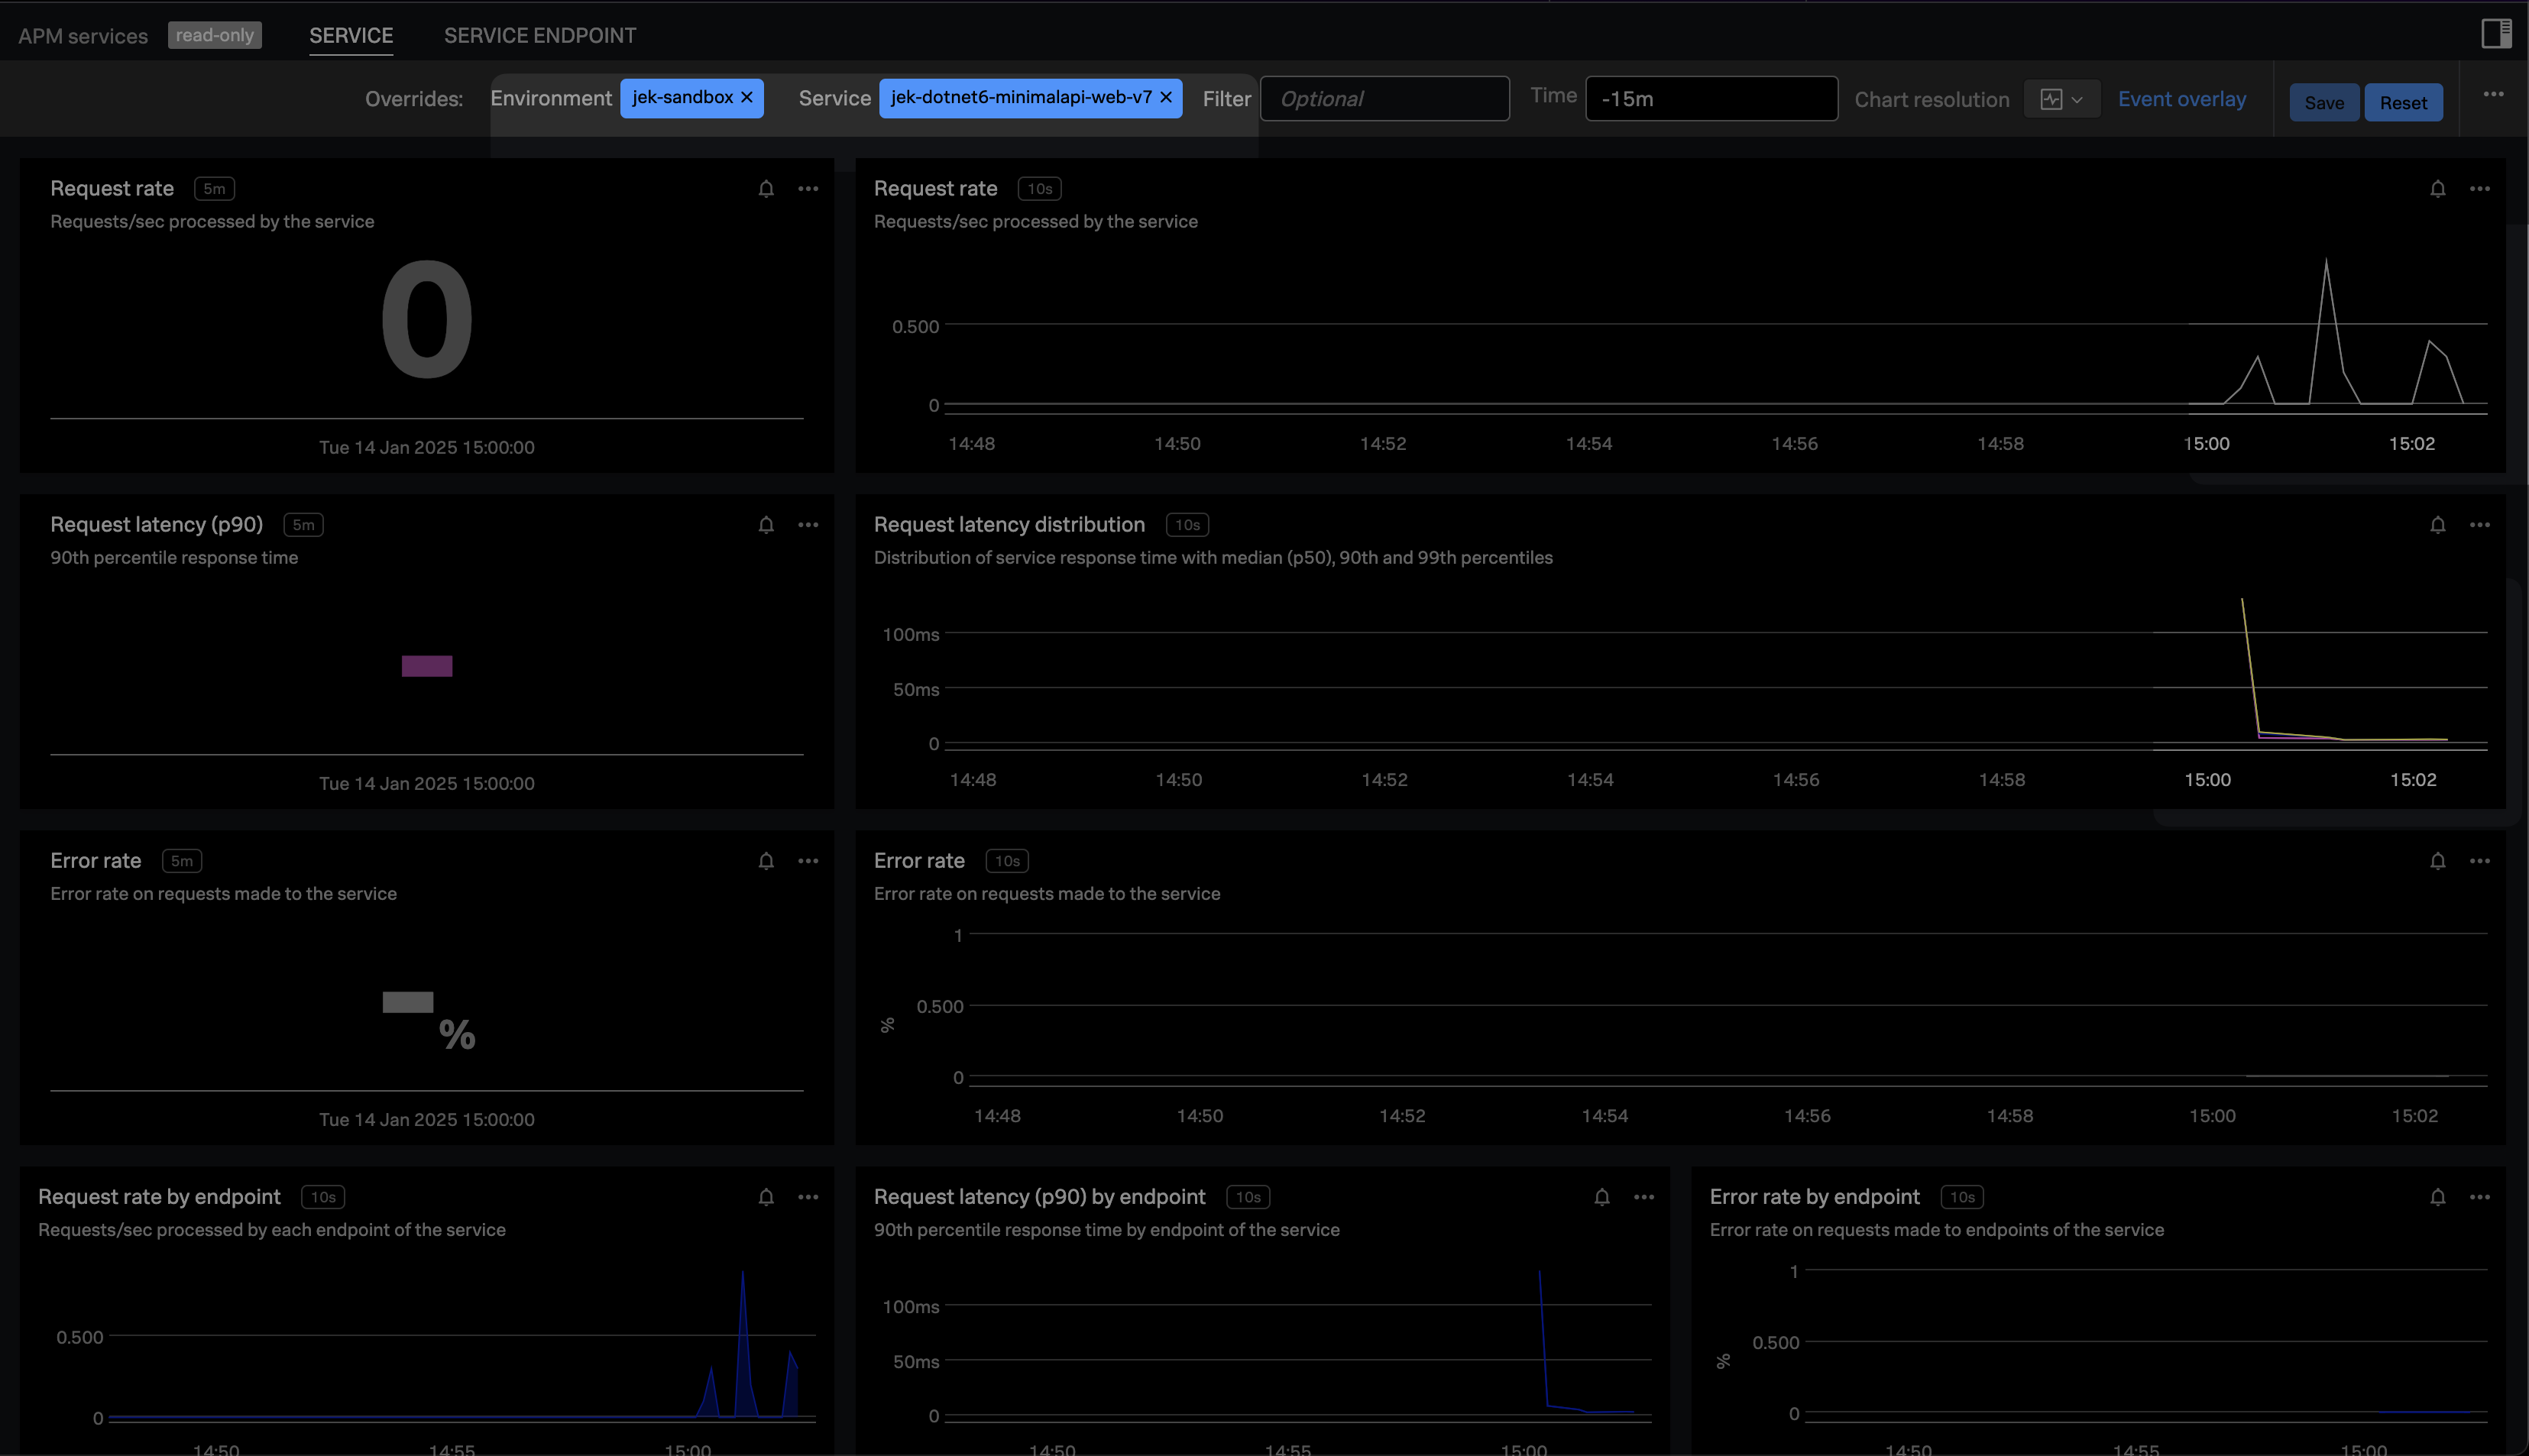 APM services read-only SERVICE SERVICE ENDPOINT
Overrides: Environment jek-sandbox × Service jek-dotnet6-minimalapi-web-v7 × Filter Optional Time -15m Chart resolution Event overlay Save Reset
Request rate 5m
Requests/sec processed by the service
0
Tue 14 Jan 2025 15:00:00
Request rate 10s
Requests/sec processed by the service
0.500
0
14:48 14:50 14:52 14:54 14:56 14:58 15:00 15:02
Request latency (p90) 5m
90th percentile response time
Tue 14 Jan 2025 15:00:00
Request latency distribution 10s
Distribution of service response time with median (p50), 90th and 99th percentiles
100ms
50ms
0
14:48 14:50 14:52 14:54 14:56 14:58 15:00 15:02
Error rate 5m
Error rate on requests made to the service
%
Tue 14 Jan 2025 15:00:00
Error rate 10s
Error rate on requests made to the service
1
0.500
%
0
14:48 14:50 14:52 14:54 14:56 14:58 15:00 15:02
Request rate by endpoint 10s
Requests/sec processed by each endpoint of the service
0.500
0
14:50 14:55 15:00
Request latency (p90) by endpoint 10s
90th percentile response time by endpoint of the service
100ms
50ms
0
14:50 14:55 15:00
Error rate by endpoint 10s
Error rate on requests made to endpoints of the service
1
0.500
%
0
14:50 14:55 15:00